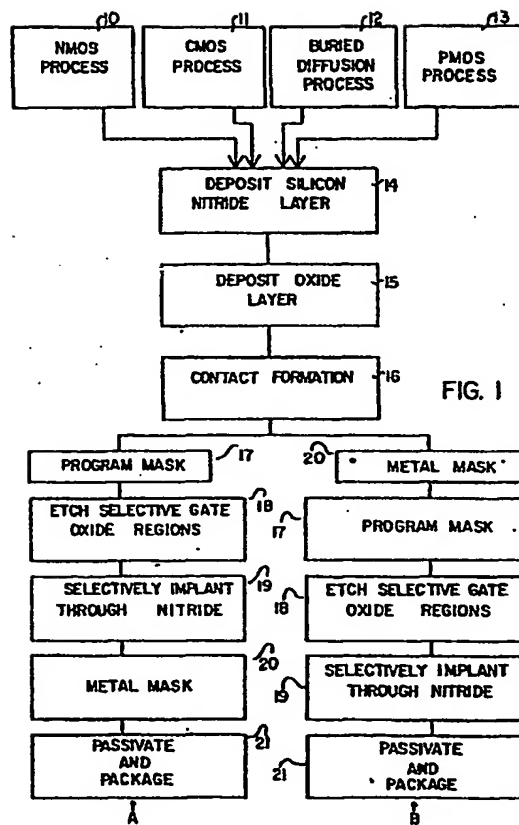 10
11
12
13
NMOS
PROCESS
CMOS
PROCESS
BURIED
DIFFUSION
PROCESS
PMOS
PROCESS
DEPOSIT SILICON
NITRIDE LAYER
14
DEPOSIT OXIDE
LAYER
15
CONTACT FORMATION
16
FIG. 1
PROGRAM MASK
17
ETCH SELECTIVE GATE
OXIDE REGIONS
18
SELECTIVELY IMPLANT
THROUGH NITRIDE
19
METAL MASK
20
PASSIVATE
AND
PACKAGE
21
A
20
METAL MASK
17
PROGRAM MASK
18
ETCH SELECTIVE GATE
OXIDE REGIONS
19
SELECTIVELY IMPLANT
THROUGH NITRIDE
21
PASSIVATE
AND
PACKAGE
B